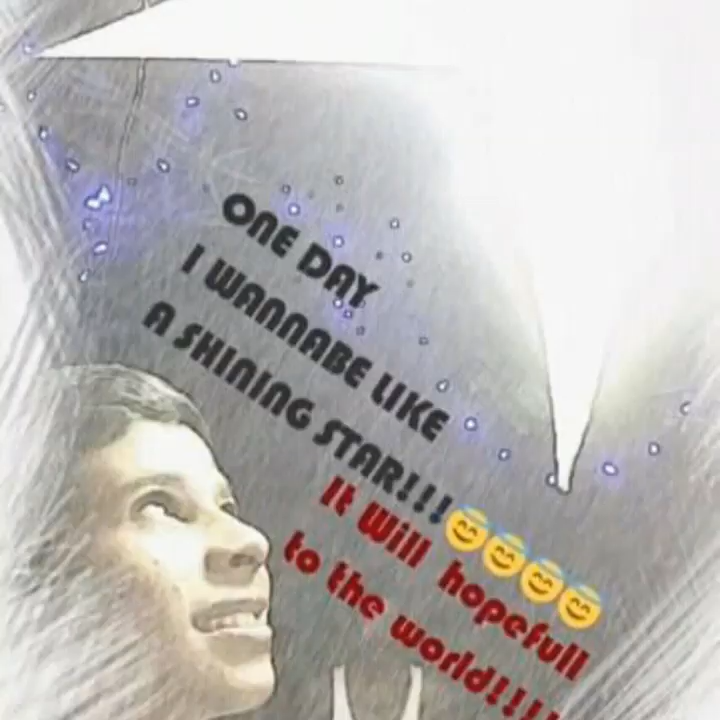 ONE DAY
I WANNABE LIKE
A SHINING STAR!!!😇😇😇😇
It Will hopefull
to the world!!!!